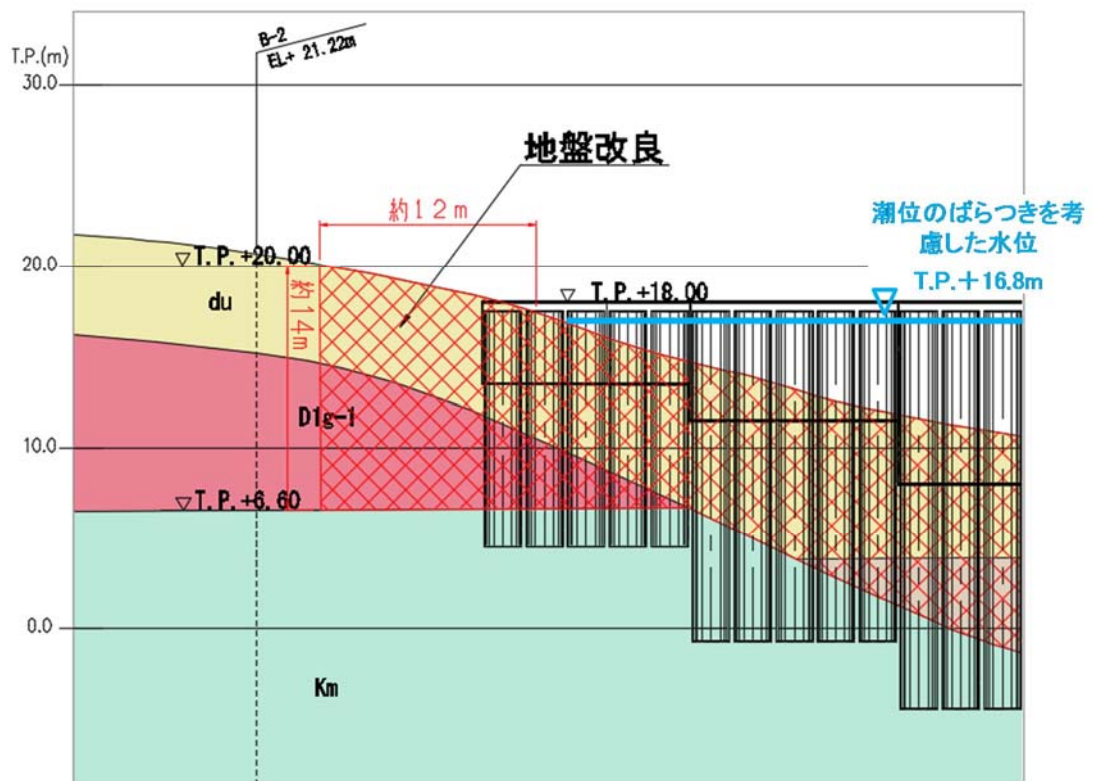 B-2
EL+ 21.22m
T.P.(m)
30.0
地盤改良
約12m
潮位のばらつきを考
慮した水位
T.P.+16.8m
20.0
▽T.P.+20.00
▽ T.P.+18.00
du
約14m
D1g-1
10.0
▽T.P.+6.60
0.0
Km